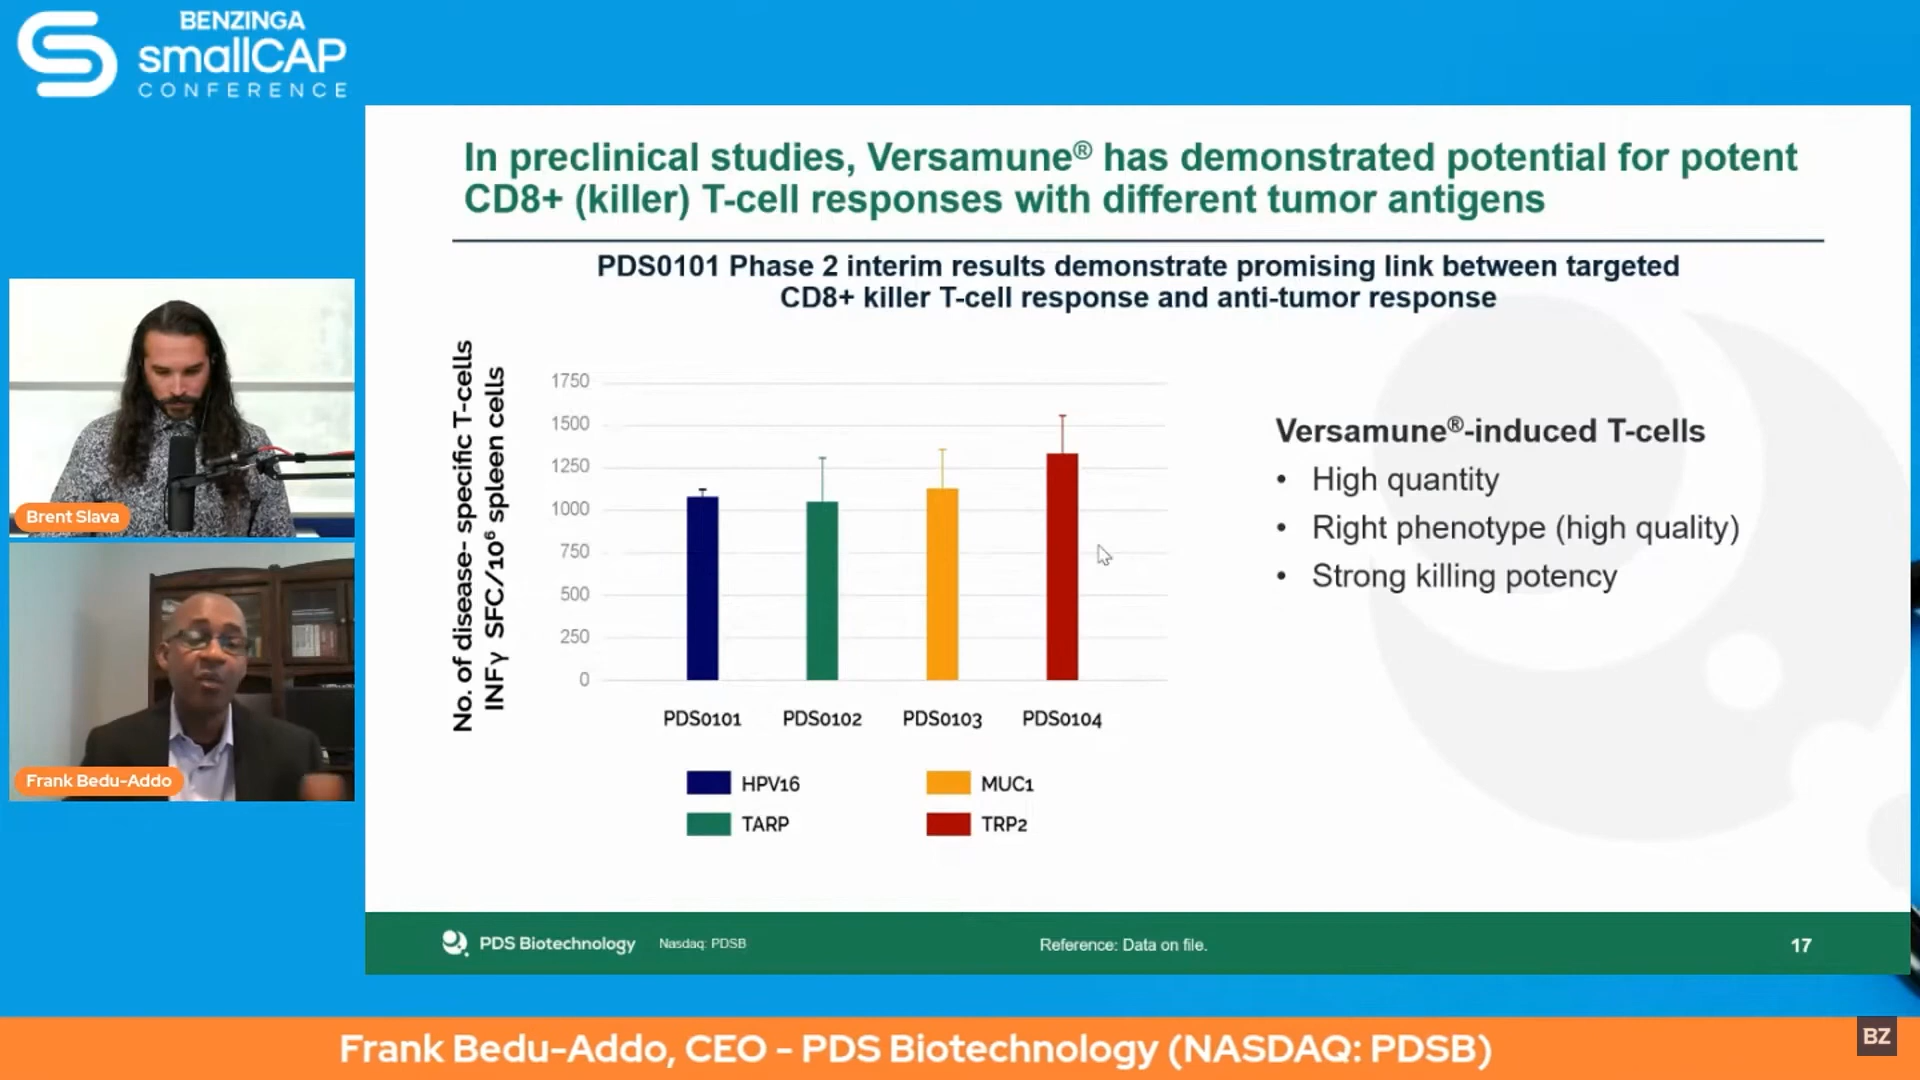 BENZINGA
smallCAP
CONFERENCE
In preclinical studies, Versamune® has demonstrated potential for potent
CD8+ (killer) T-cell responses with different tumor antigens
PDS0101 Phase 2 interim results demonstrate promising link between targeted
CD8+ killer T-cell response and anti-tumor response
No. of disease- specific T-cells
INFγ SFC/10⁶ spleen cells
1750
1500
1250
1000
750
500
250
0
PDS0101 PDS0102 PDS0103 PDS0104
HPV16 MUC1
TARP TRP2
Versamune®-induced T-cells
• High quantity
• Right phenotype (high quality)
• Strong killing potency
Brent Slava
Frank Bedu-Addo
PDS Biotechnology Nasdaq: PDSB Reference: Data on file. 17
Frank Bedu-Addo, CEO - PDS Biotechnology (NASDAQ: PDSB)
BZ